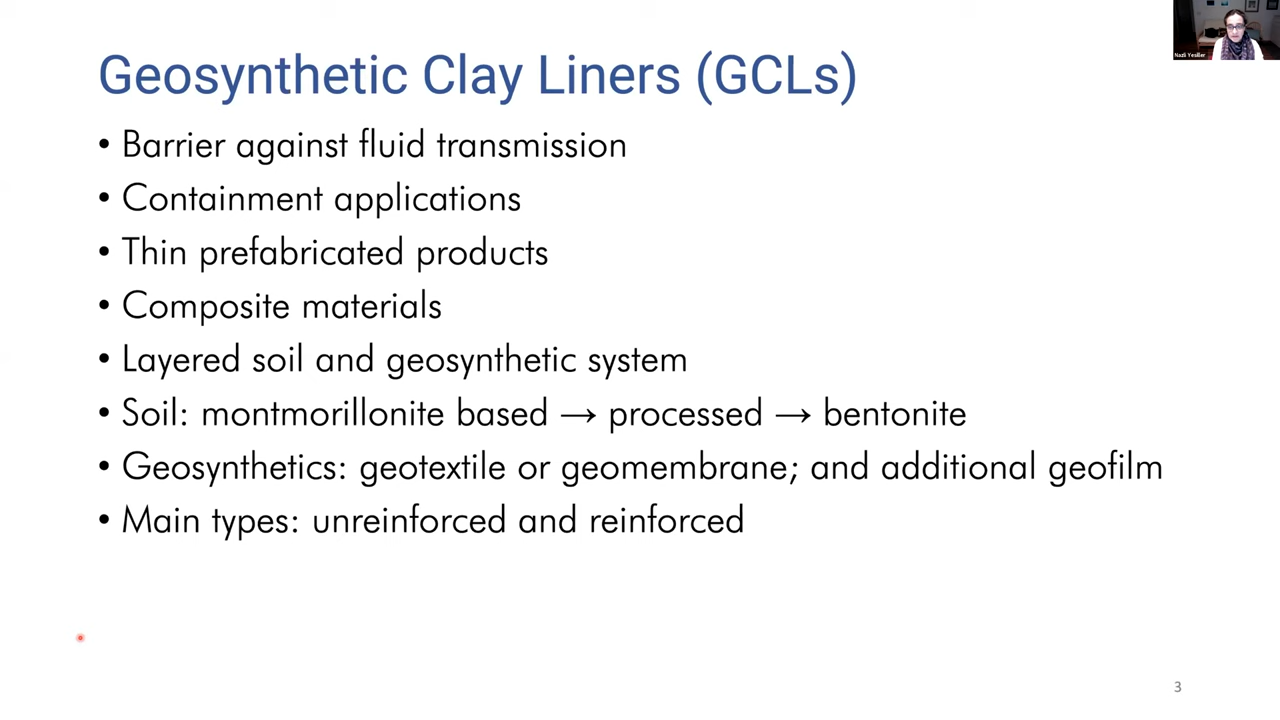 Nazli Yesiller
Geosynthetic Clay Liners (GCLs)
• Barrier against fluid transmission
• Containment applications
• Thin prefabricated products
• Composite materials
• Layered soil and geosynthetic system
• Soil: montmorillonite based → processed → bentonite
• Geosynthetics: geotextile or geomembrane; and additional geofilm
• Main types: unreinforced and reinforced
3